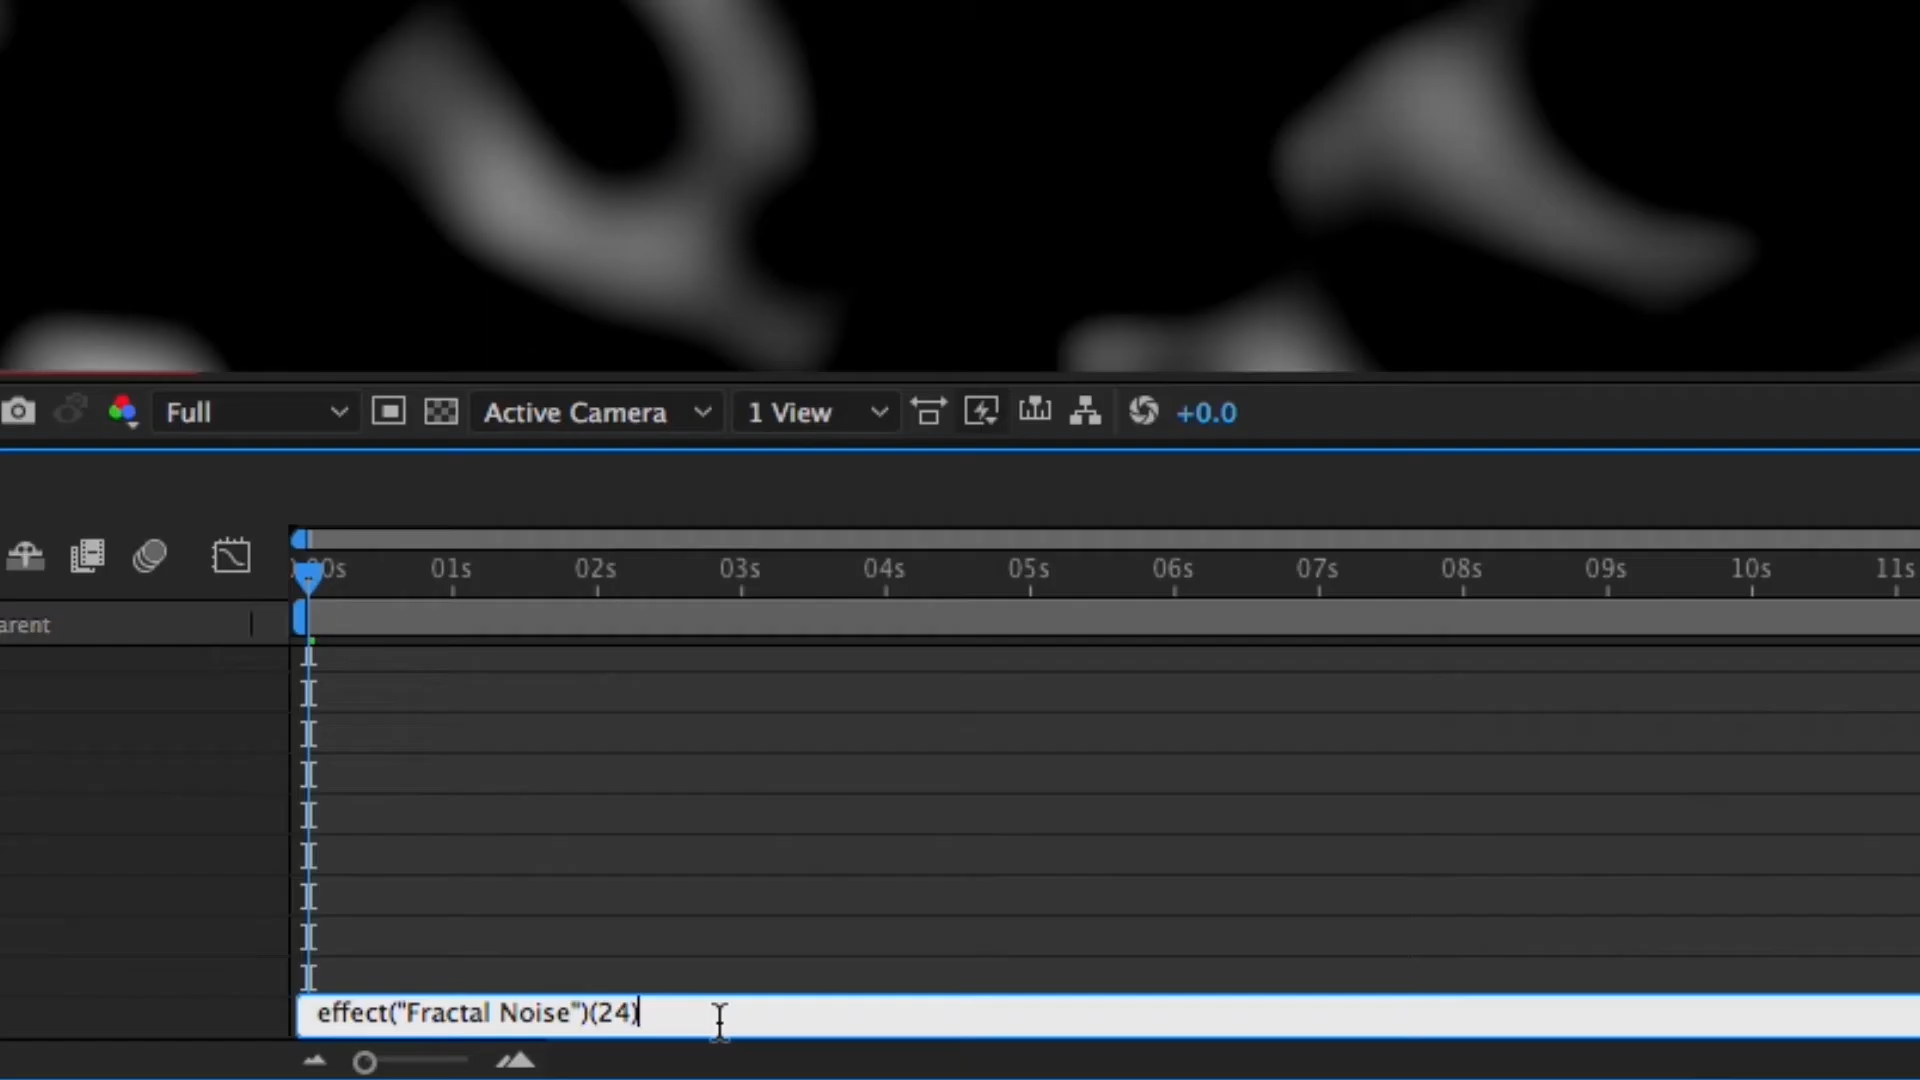 Full Active Camera 1 View +0.0
:00s 01s 02s 03s 04s 05s 06s 07s 08s 09s 10s 11s
arent
effect("Fractal Noise")(24)